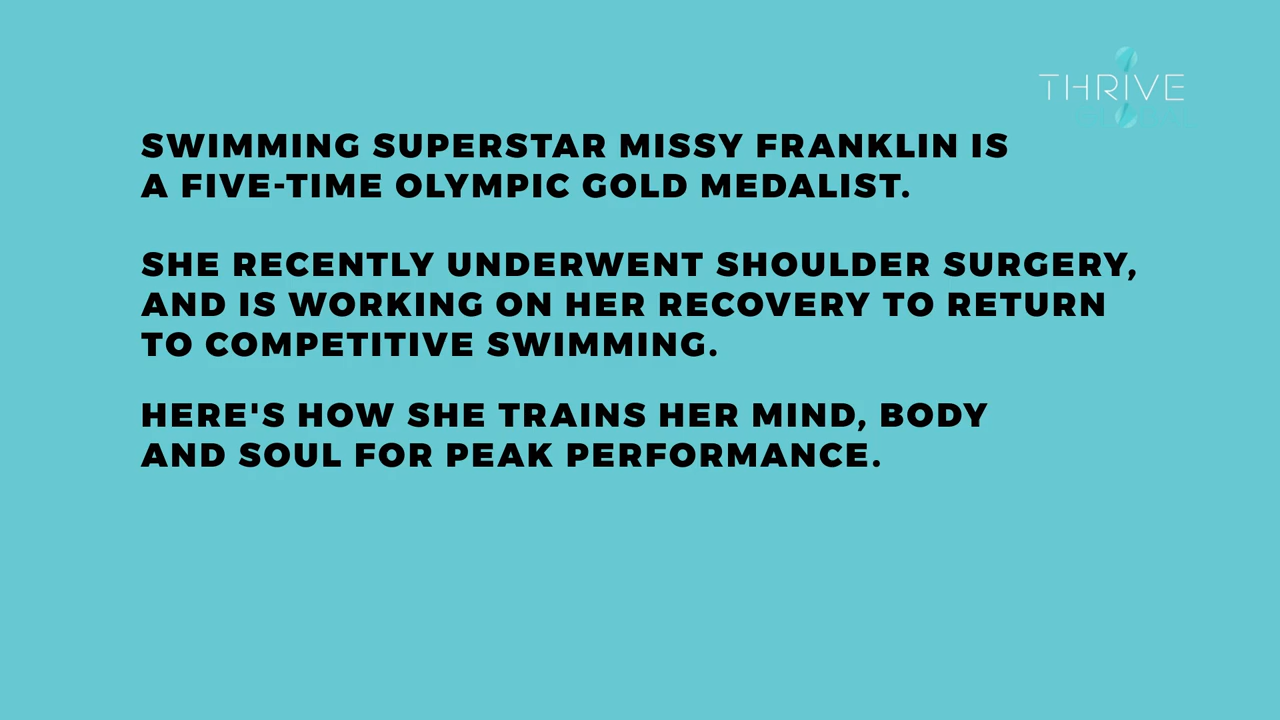 THRIVE
GLOBAL
SWIMMING SUPERSTAR MISSY FRANKLIN IS
A FIVE-TIME OLYMPIC GOLD MEDALIST.
SHE RECENTLY UNDERWENT SHOULDER SURGERY,
AND IS WORKING ON HER RECOVERY TO RETURN
TO COMPETITIVE SWIMMING.
HERE'S HOW SHE TRAINS HER MIND, BODY
AND SOUL FOR PEAK PERFORMANCE.